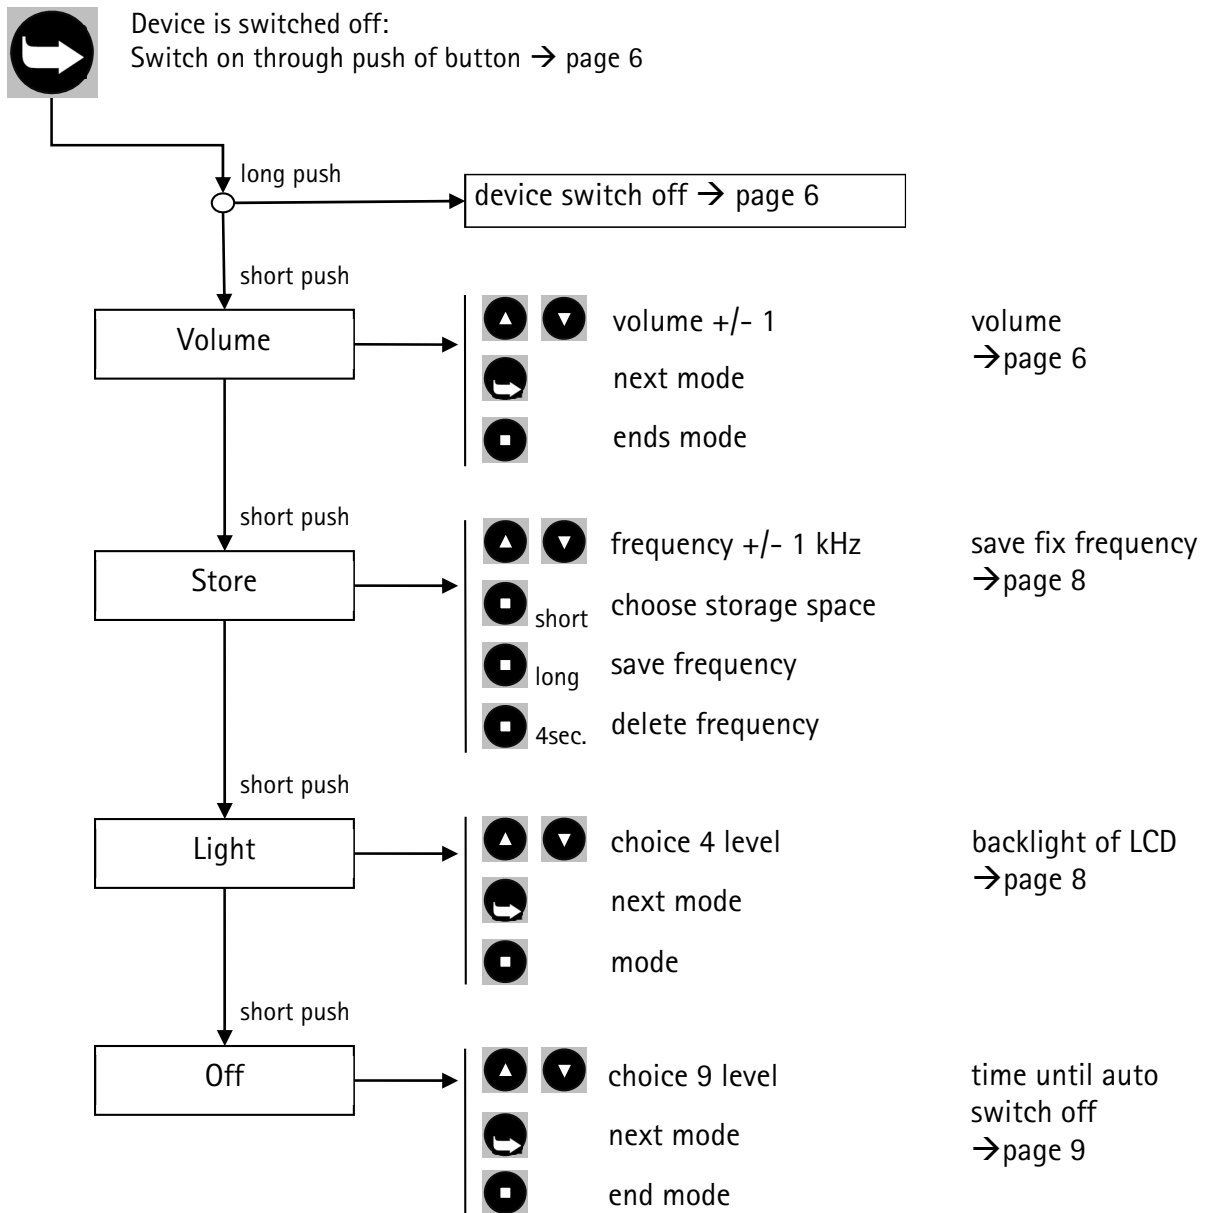 Device is switched off:
Switch on through push of button → page 6
long push
device switch off → page 6
short push
Volume
volume +/- 1
volume
→page 6
next mode
ends mode
short push
Store
frequency +/- 1 kHz
save fix frequency
→page 8
short
choose storage space
long
save frequency
4sec.
delete frequency
short push
Light
choice 4 level
backlight of LCD
→page 8
next mode
mode
short push
Off
choice 9 level
time until auto
switch off
→page 9
next mode
end mode